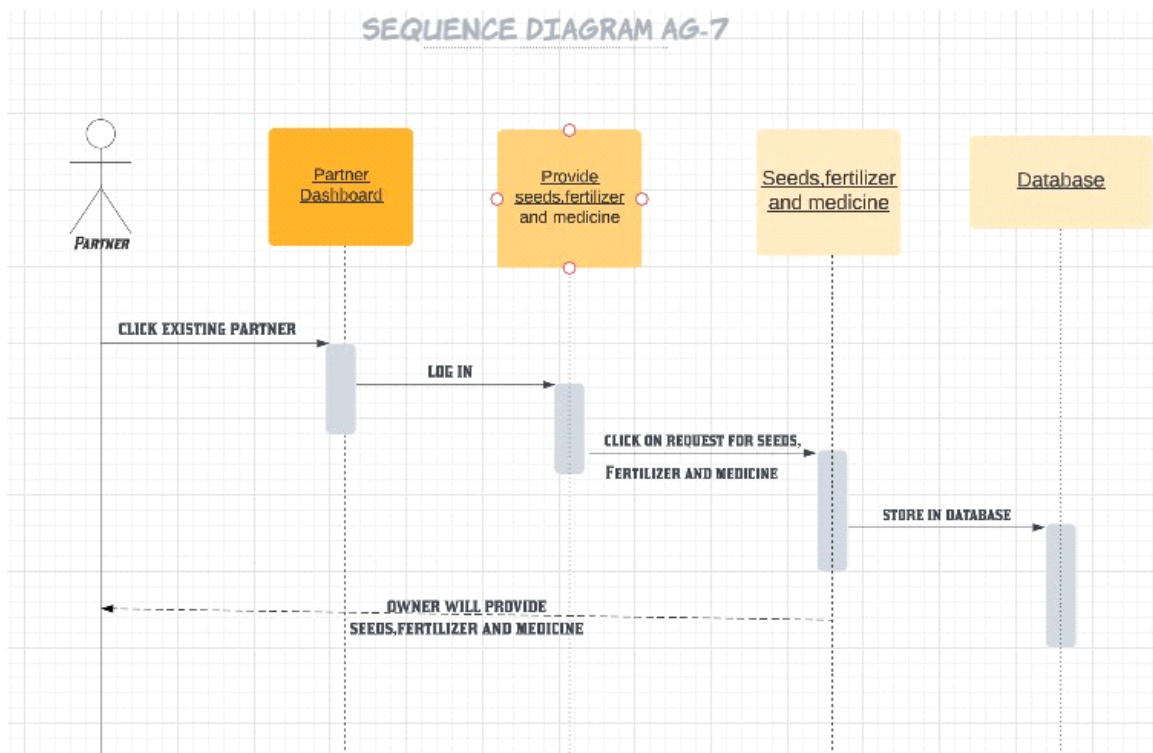 SEQUENCE DIAGRAM AG-7
Partner
Dashboard
Provide
seeds,fertilizer
and medicine
Seeds,fertilizer
and medicine
Database
PARTNER
CLICK EXISTING PARTNER
LOG IN
CLICK ON REQUEST FOR SEEDS,
FERTILIZER AND MEDICINE
STORE IN DATABASE
OWNER WILL PROVIDE
SEEDS,FERTILIZER AND MEDICINE